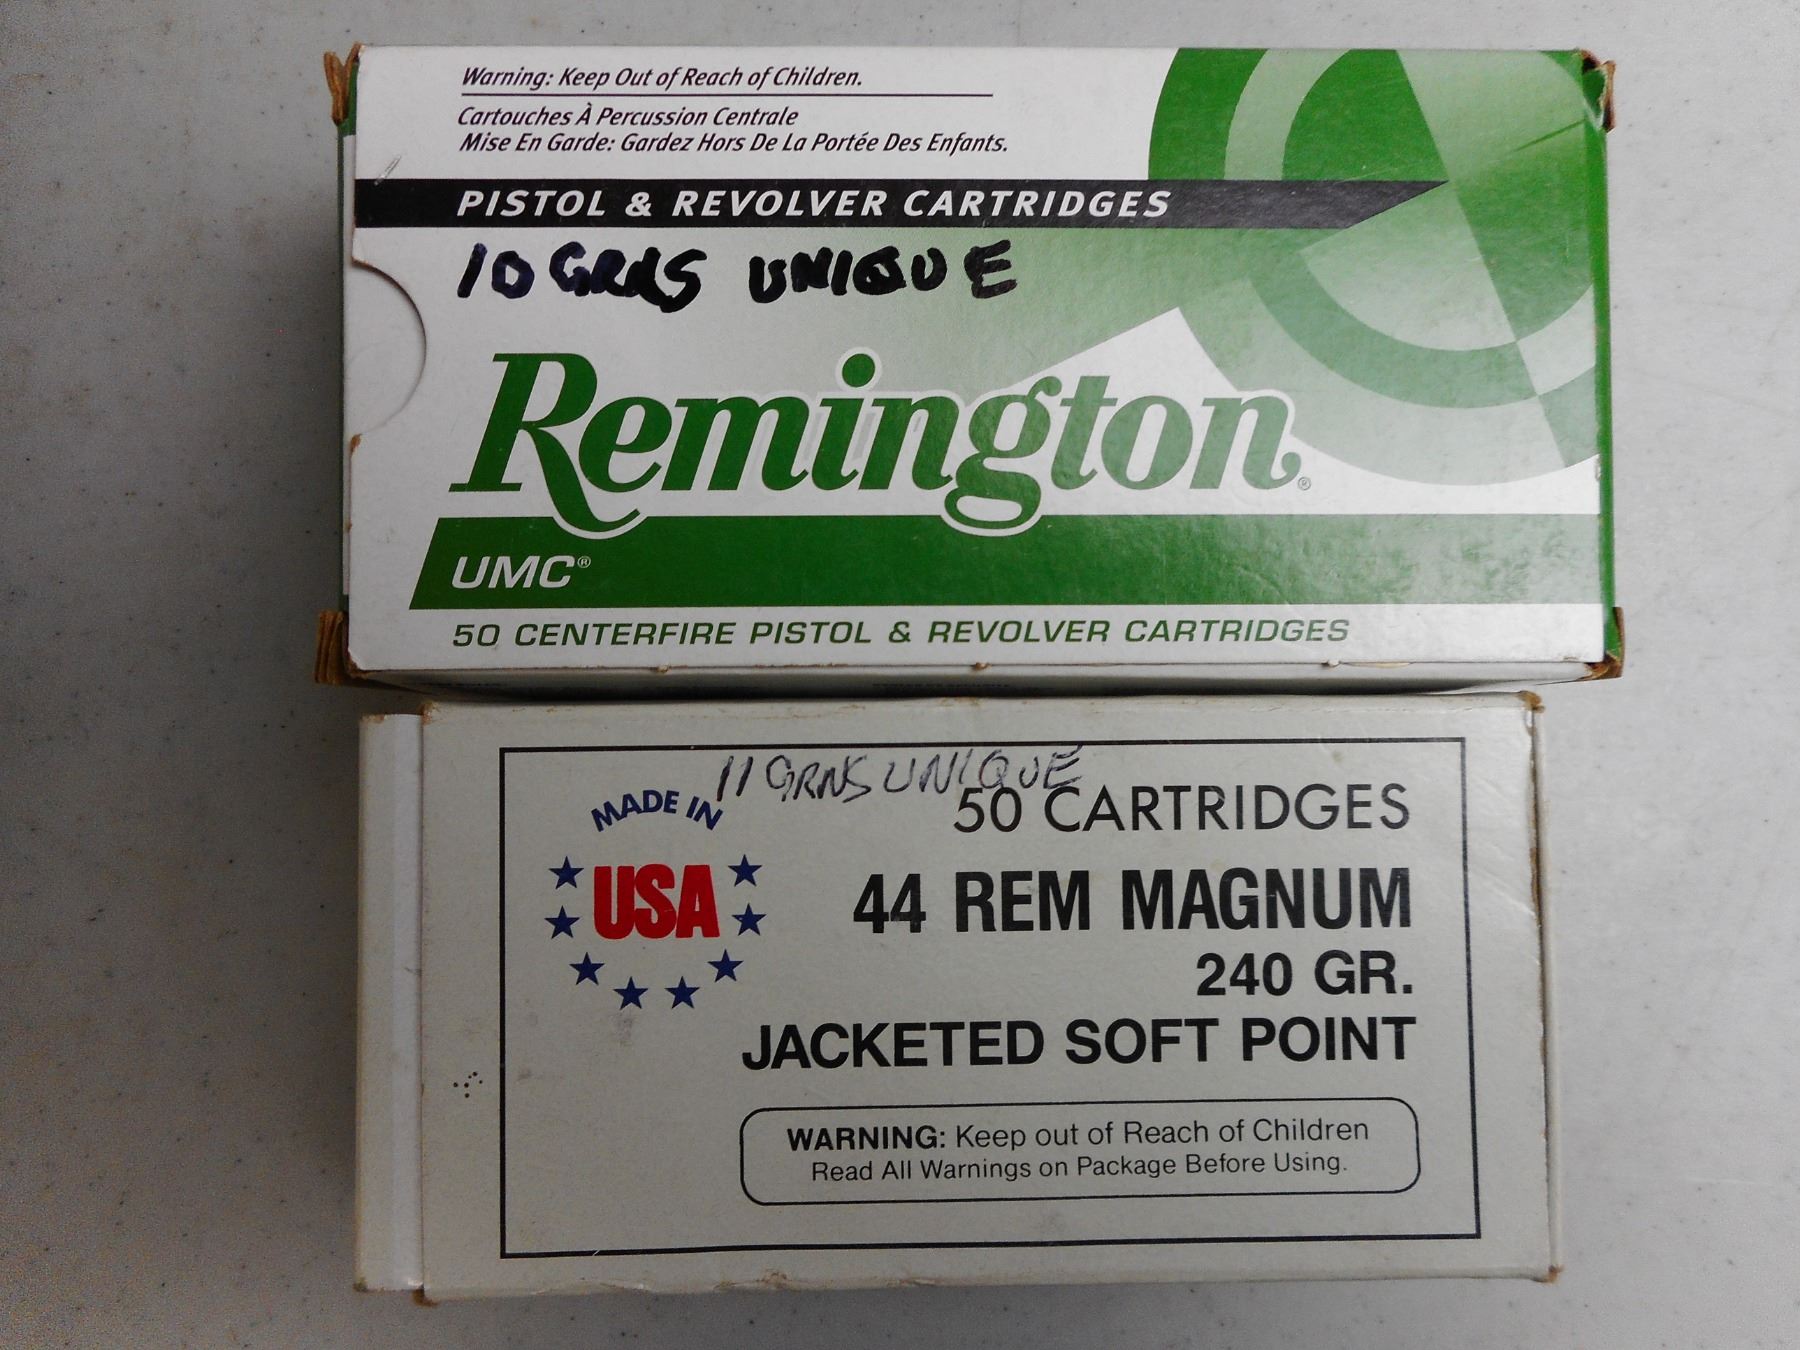 Warning: Keep Out of Reach of Children.
Cartouches À Percussion Centrale
Mise En Garde: Gardez Hors De La Portée Des Enfants.
PISTOL & REVOLVER CARTRIDGES
10 GRNS UNIQUE
Remington®
UMC®
50 CENTERFIRE PISTOL & REVOLVER CARTRIDGES
11 GRNS UNIQUE
MADE IN
USA
50 CARTRIDGES
44 REM MAGNUM
240 GR.
JACKETED SOFT POINT
WARNING: Keep out of Reach of Children
Read All Warnings on Package Before Using.